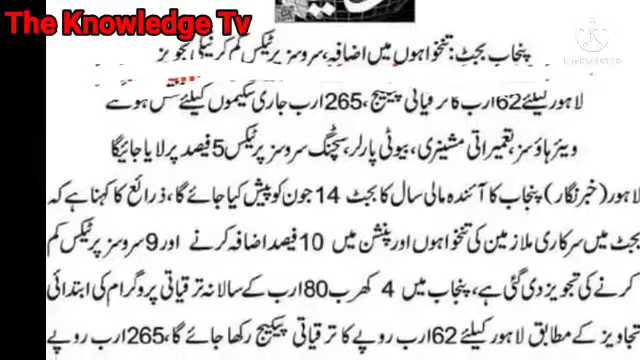 The Knowledge Tv
پنجاب بجٹ: تنخواہوں میں اضافہ، سروسز پر ٹیکس کم کرنیکی تجویز
KINEMASTER
لاہور کیلئے 62 ارب کا ترقیاتی پیکیج، 265 ارب جاری سکیموں کیلئے
ویئر ہاؤسز، تعمیراتی مشینری، بیوٹی پارلر، سٹچنگ سروسز پر ٹیکس 5 فیصد پر لایا جائیگا
لاہور (خبرنگار) پنجاب کا آئندہ مالی سال کا بجٹ 14 جون کو پیش کیا جائے گا، ذرائع کا کہنا ہے کہ
بجٹ میں سرکاری ملازمین کی تنخواہوں اور پنشن میں 10 فیصد اضافہ کرنے اور 9 سروسز پر ٹیکس کم
کرنے کی تجویز دی گئی ہے، پنجاب میں 4 کھرب 80 ارب کے سالانہ ترقیاتی پروگرام کی ابتدائی
تجاویز کے مطابق لاہور کیلئے 62 ارب روپے کا ترقیاتی پیکیج رکھا جائے گا، 265 ارب روپے